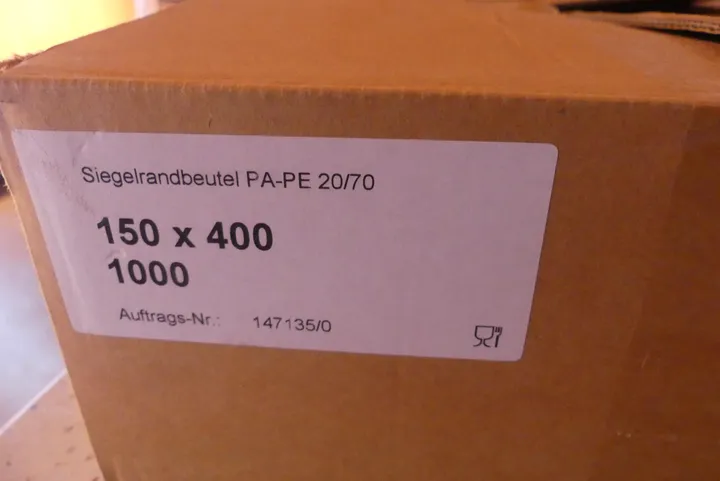 Siegelrandbeutel PA-PE 20/70
150 x 400
1000
Auftrags-Nr.: 147135/0